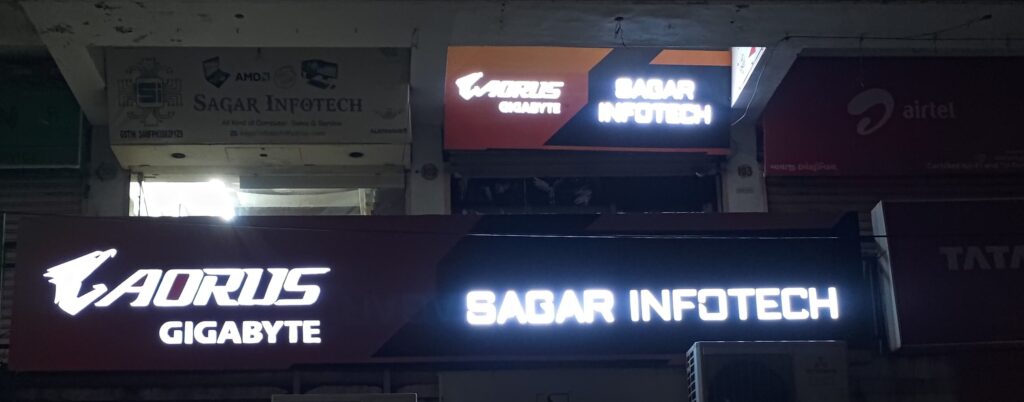 AMD
SAGAR INFOTECH
All Kind of Computer Sales & Service
AORUS
GIGABYTE
SAGAR
INFOTECH
airtel
AORUS
GIGABYTE
SAGAR INFOTECH
TATA